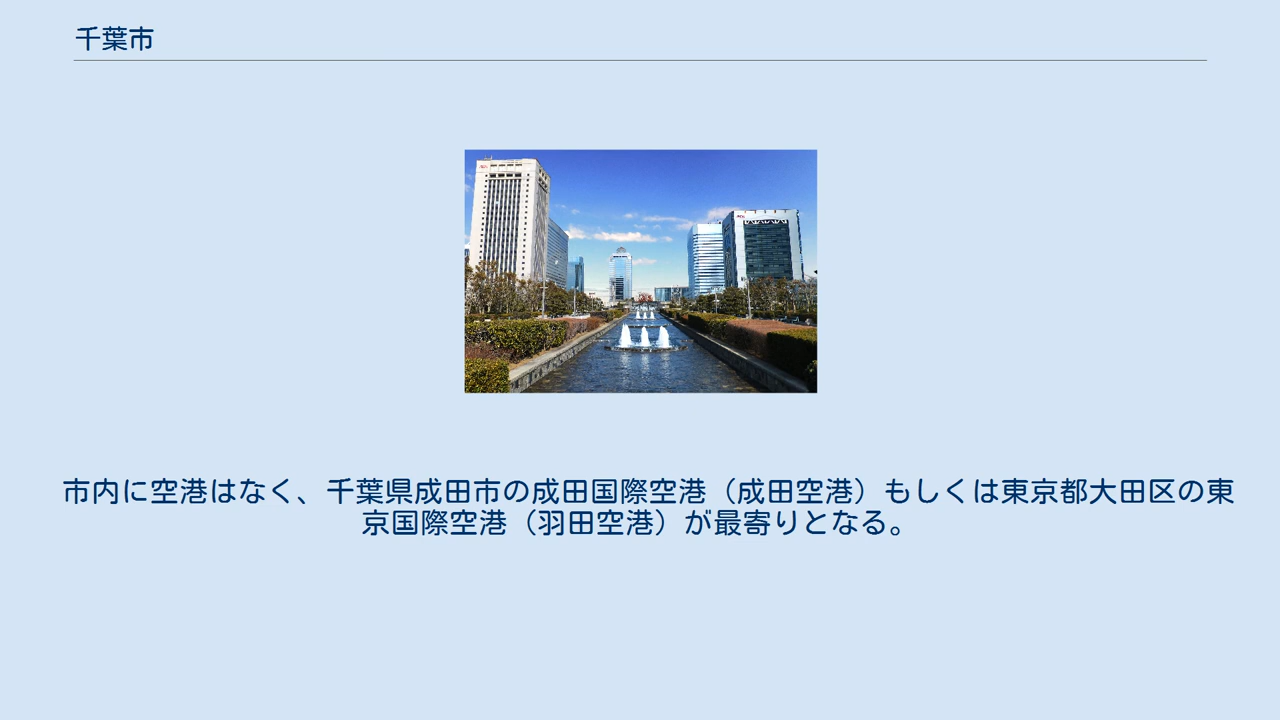 千葉市
市内に空港はなく、千葉県成田市の成田国際空港（成田空港）もしくは東京都大田区の東
京国際空港（羽田空港）が最寄りとなる。